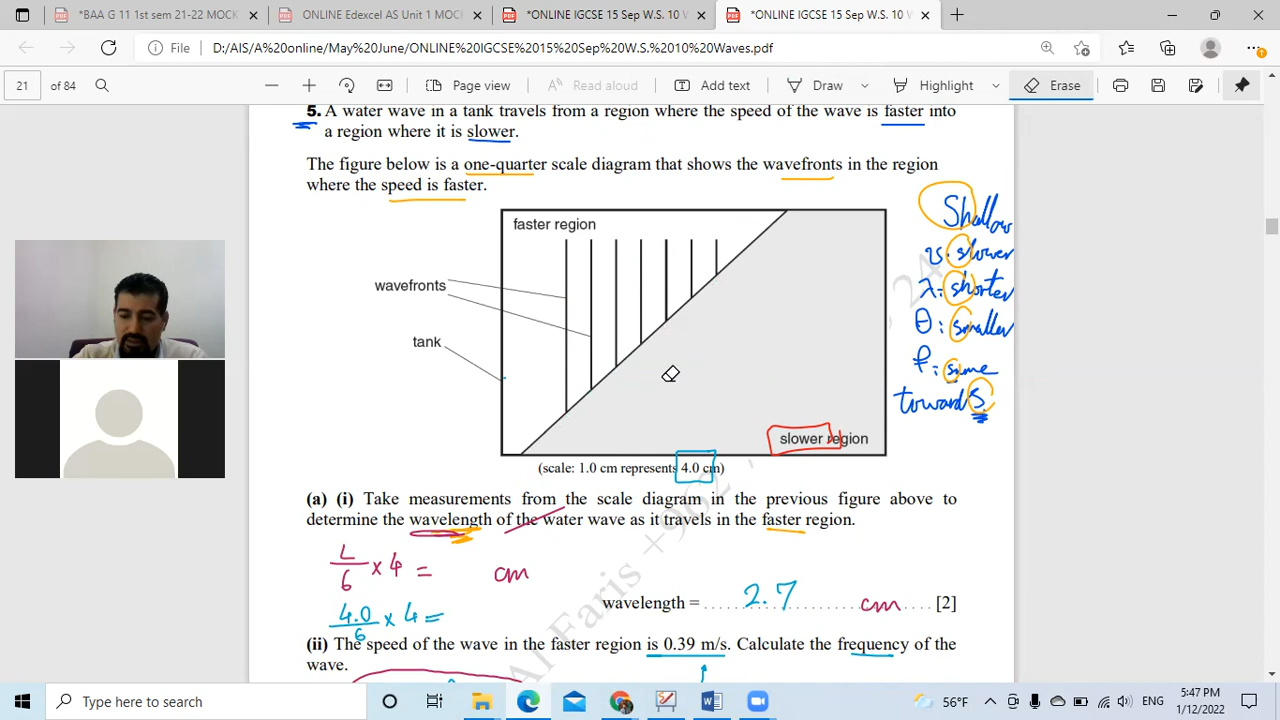 *BAA G 11 1st sem 21-22 MOCK
ONLINE Edexcel AS Unit 1 MOCK
*ONLINE IGCSE 15 Sep W.S. 10 W
*ONLINE IGCSE 15 Sep W.S. 10 W
File
D:/AIS/A%20online/May%20June/ONLINE%20IGCSE%2015%20Sep%20W.S.%2010%20Waves.pdf
21 of 84
Page view
Read aloud
Add text
Draw
Highlight
Erase
5. A water wave in a tank travels from a region where the speed of the wave is faster into
a region where it is slower.
The figure below is a one-quarter scale diagram that shows the wavefronts in the region
where the speed is faster.
faster region
wavefronts
tank
slower region
Shallow
v: slower
λ: shorter
θ: smaller
f: same
towards
(scale: 1.0 cm represents 4.0 cm)
(a) (i) Take measurements from the scale diagram in the previous figure above to
determine the wavelength of the water wave as it travels in the faster region.
L/6 × 4 = cm
4.0/6 × 4 =
wavelength = 2.7 cm [2]
(ii) The speed of the wave in the faster region is 0.39 m/s. Calculate the frequency of the
wave.
Al Faris +962
24
Type here to search
56°F
ENG
5:47 PM
1/12/2022